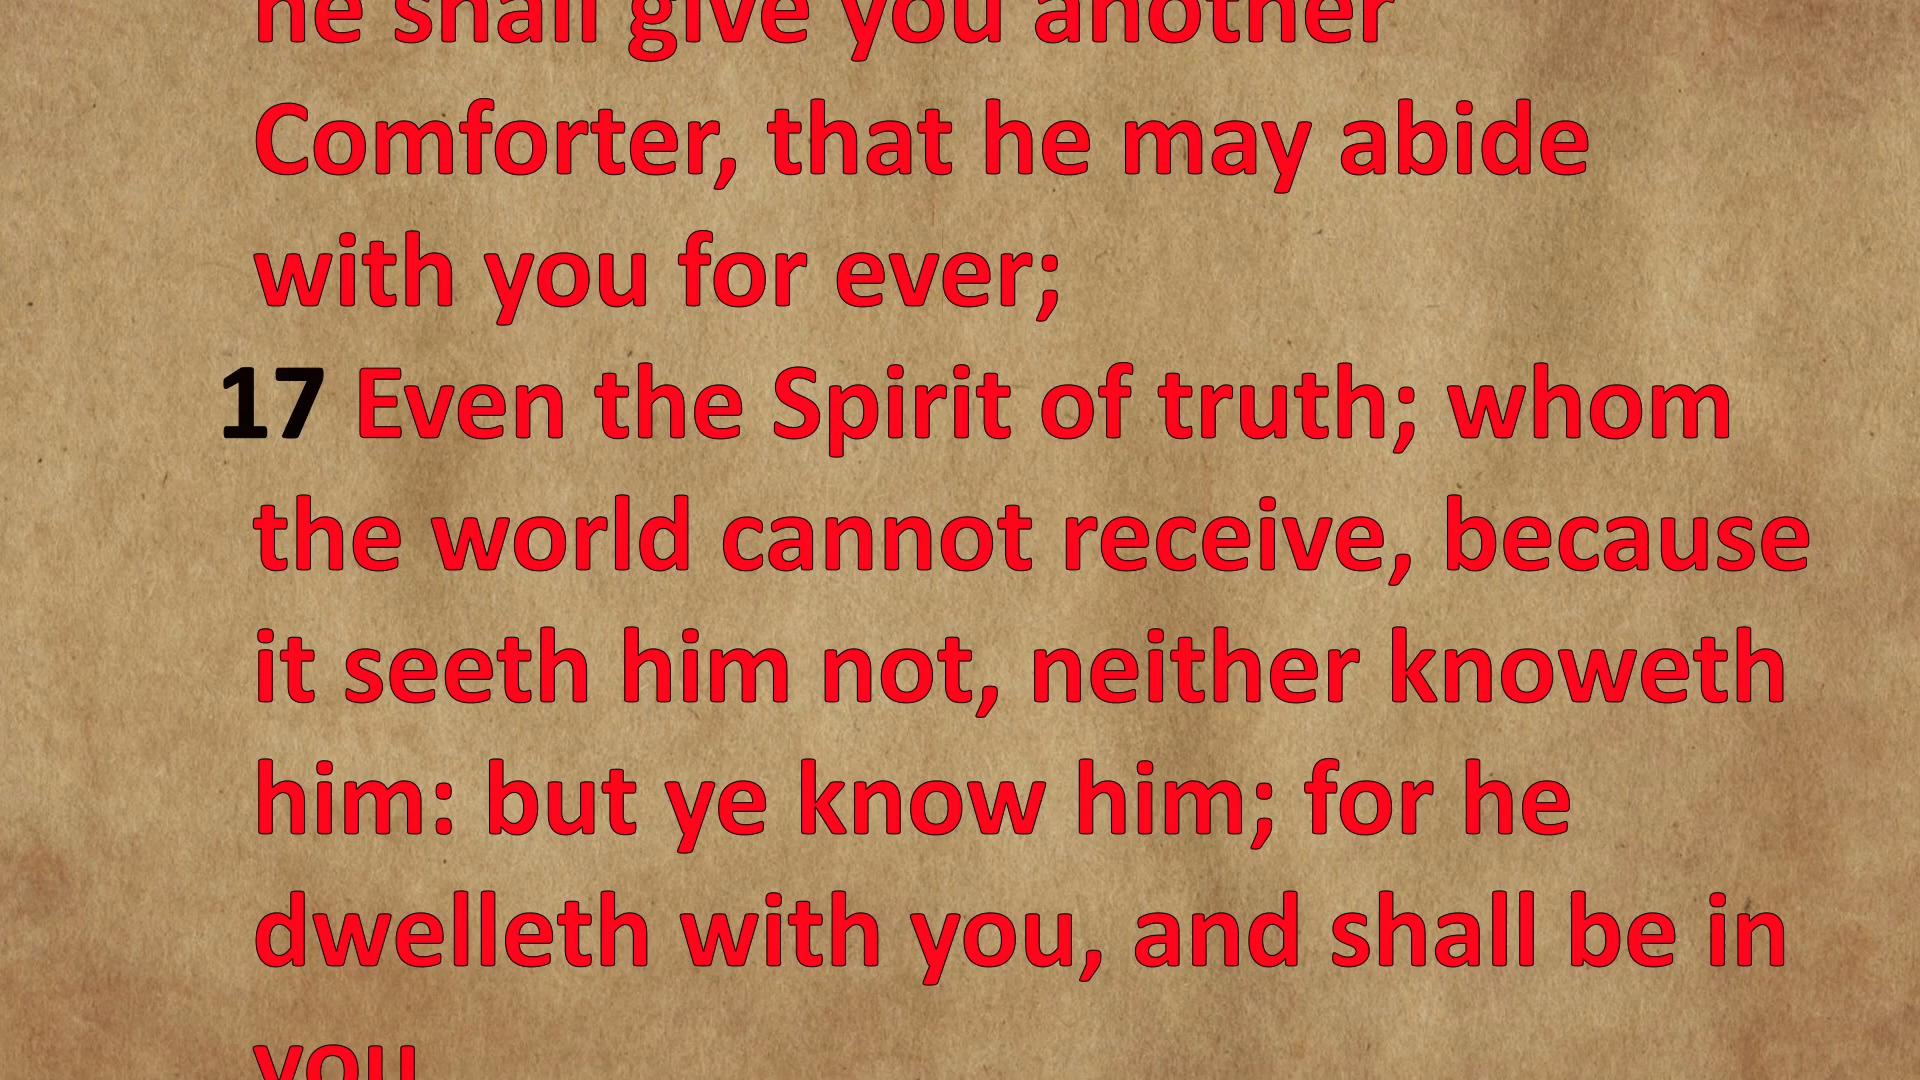 he shall give you another
Comforter, that he may abide
with you for ever;
17 Even the Spirit of truth; whom
the world cannot receive, because
it seeth him not, neither knoweth
him: but ye know him; for he
dwelleth with you, and shall be in
you